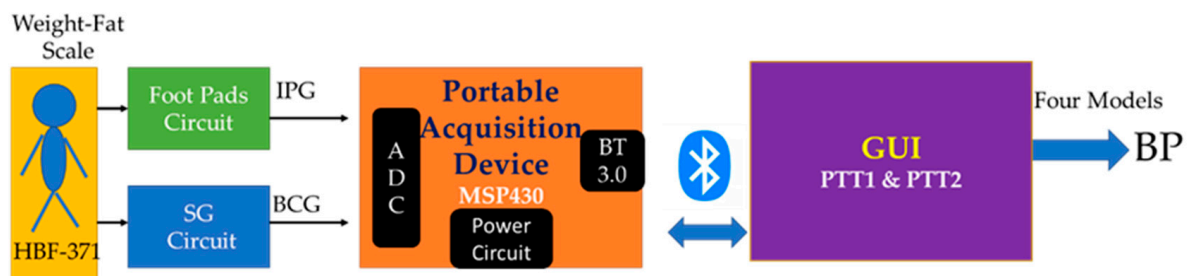 Weight-Fat
Scale
HBF-371
Foot Pads
Circuit
IPG
SG
Circuit
BCG
Portable
Acquisition
Device
MSP430
A
D
C
BT
3.0
Power
Circuit
GUI
PTT1 & PTT2
Four Models
BP